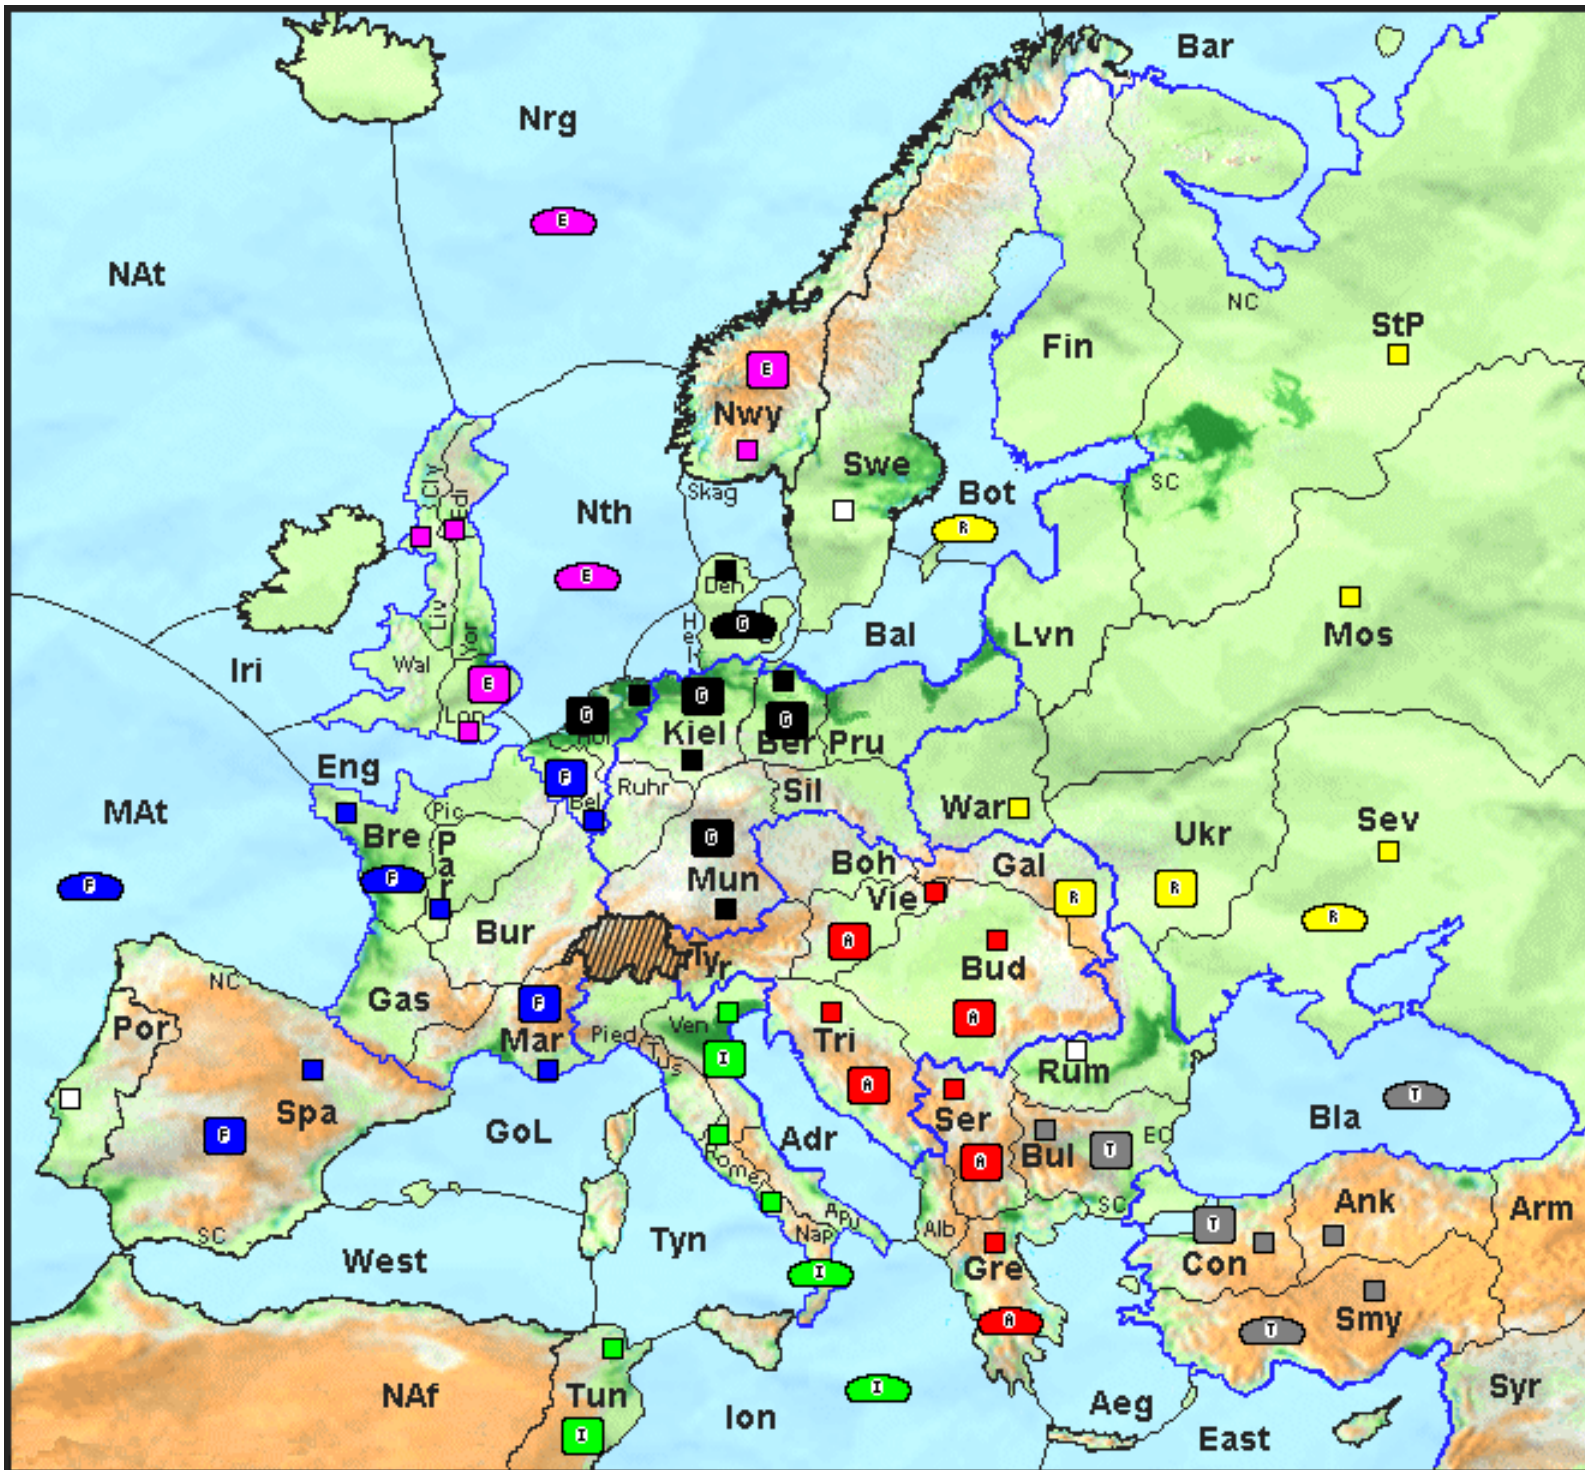 Bar
Nrg
E
NAt
NC
StP
Fin
E
Nwy
Swe
Cly
Edi
Skag
SC
Bot
Nth
R
E
Den
G
Hel
Liv
Yor
Bal
Lvn
Mos
Wal
Iri
E
Lon
G
Hol
G
Kiel
G
Ber
Pru
Eng
F
Bel
Ruhr
Sil
War
MAt
Pic
Bre
Par
G
Boh
Gal
Ukr
Sev
F
F
Mun
Vie
R
R
R
Bur
A
Tyr
Bud
NC
Gas
F
Mar
Por
Pied
Ven
Tri
A
Tus
I
Rum
A
Spa
GoL
Ser
Bla
T
F
Adr
Bul
T
EC
A
Rome
SC
Ank
Arm
SC
Apu
Nap
Alb
T
West
Tyn
Con
Gre
I
Smy
A
T
NAf
Tun
I
Syr
Ion
Aeg
I
East